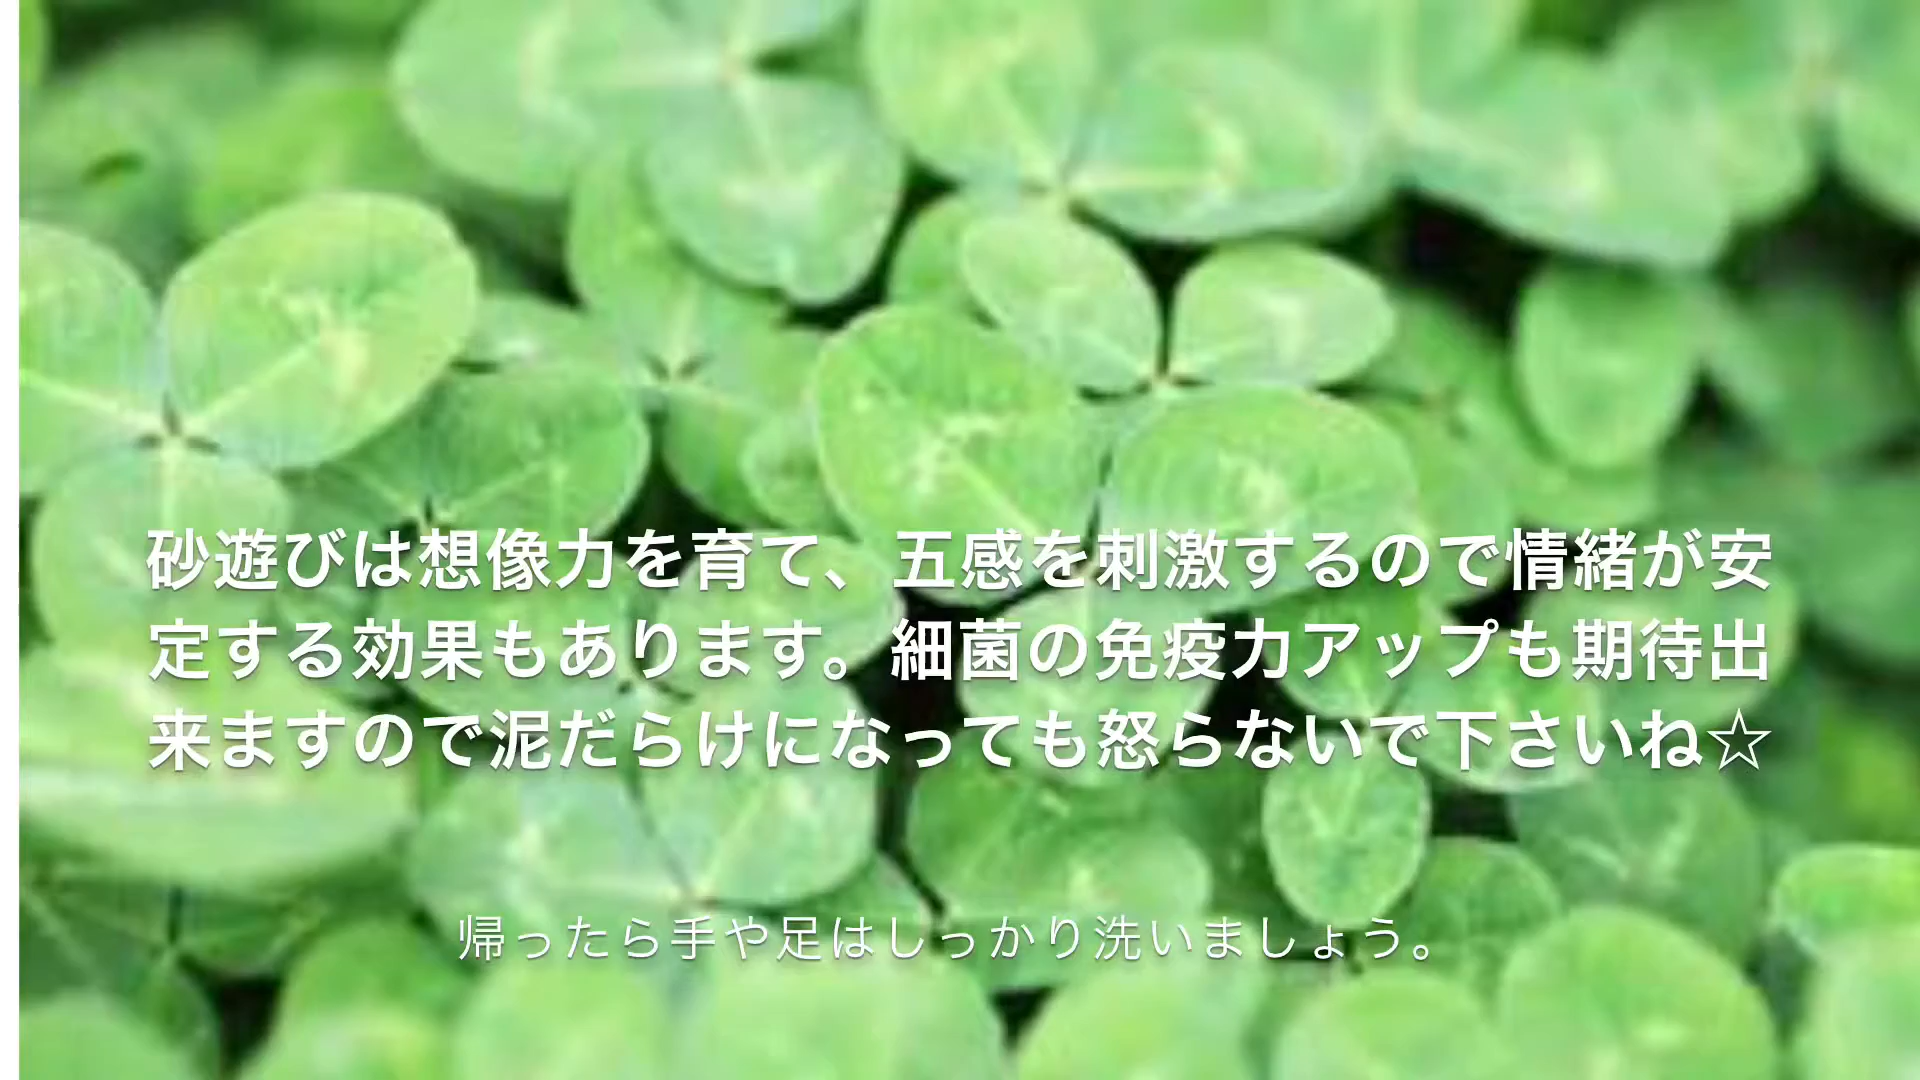 砂遊びは想像力を育て、五感を刺激するので情緒が安
定する効果もあります。細菌の免疫力アップも期待出
来ますので泥だらけになっても怒らないで下さいね☆
帰ったら手や足はしっかり洗いましょう。